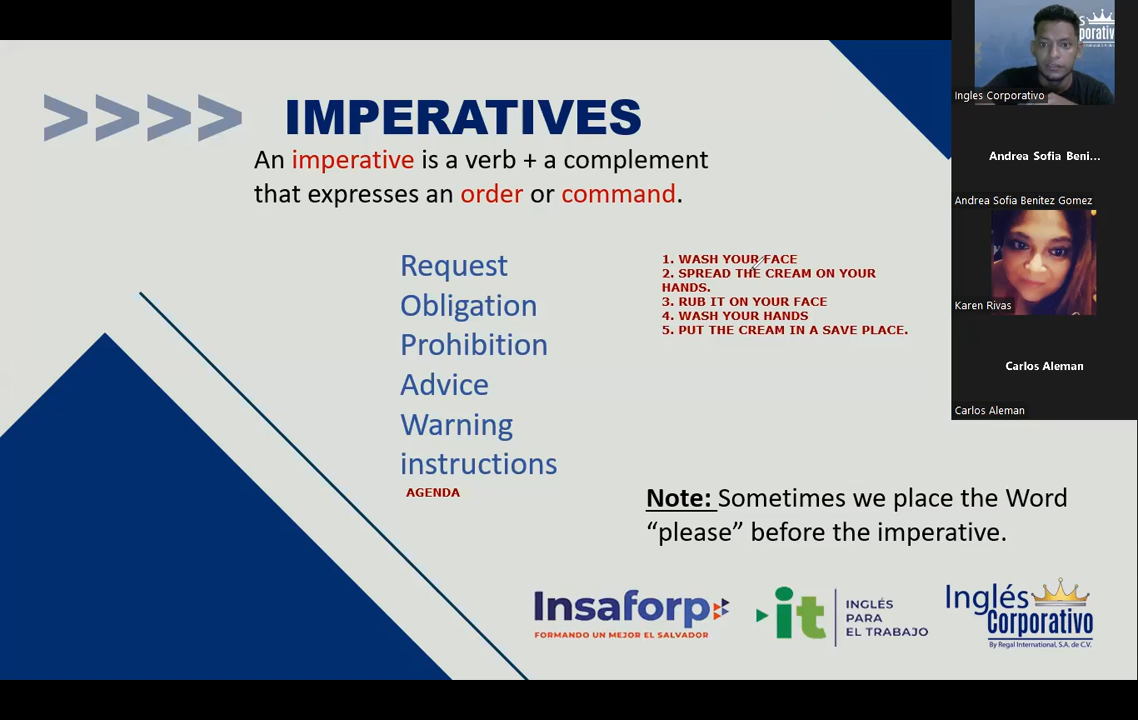 >>>> IMPERATIVES
An imperative is a verb + a complement
that expresses an order or command.
Request
Obligation
Prohibition
Advice
Warning
instructions
AGENDA
1. WASH YOUR FACE
2. SPREAD THE CREAM ON YOUR
HANDS.
3. RUB IT ON YOUR FACE
4. WASH YOUR HANDS
5. PUT THE CREAM IN A SAVE PLACE.
Note: Sometimes we place the Word
“please” before the imperative.
Insaforp
FORMANDO UN MEJOR EL SALVADOR
it
INGLÉS
PARA
EL TRABAJO
Inglés
Corporativo
By Regal International, S.A. de C.V.
Ingles Corporativo
Andrea Sofia Beni...
Andrea Sofia Benitez Gomez
Karen Rivas
Carlos Aleman
Carlos Aleman